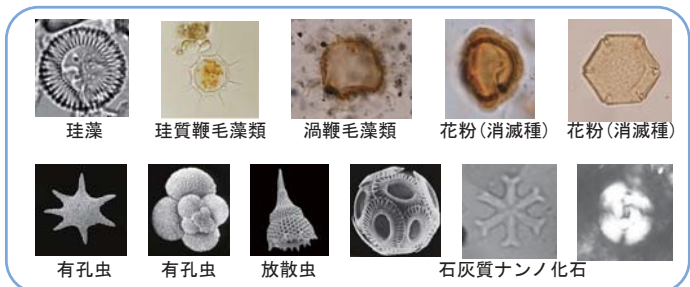 珪藻
珪質鞭毛藻類
渦鞭毛藻類
花粉(消滅種)
花粉(消滅種)
有孔虫
有孔虫
放散虫
石灰質ナンノ化石